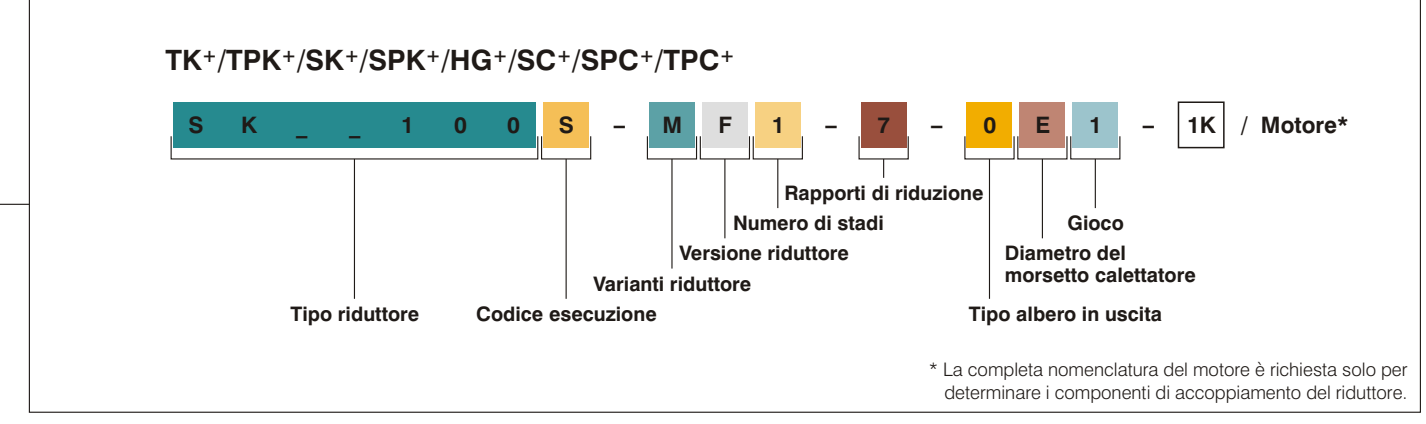 TK+/TPK+/SK+/SPK+/HG+/SC+/SPC+/TPC+
S K _ _ 1 0 0 S – M F 1 – 7 – 0 E 1 – 1K / Motore*
Rapporti di riduzione
Numero di stadi
Gioco
Versione riduttore
Diametro del
morsetto calettatore
Varianti riduttore
Tipo riduttore
Codice esecuzione
Tipo albero in uscita
* La completa nomenclatura del motore è richiesta solo per
determinare i componenti di accoppiamento del riduttore.